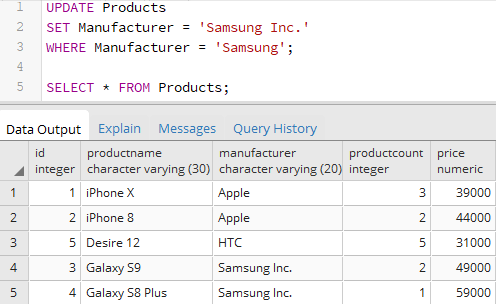 1 UPDATE Products
2 SET Manufacturer = 'Samsung Inc.'
3 WHERE Manufacturer = 'Samsung';
4
5 SELECT * FROM Products;
Data Output Explain Messages Query History
id productname manufacturer productcount price
integer character varying (30) character varying (20) integer numeric
1 1 iPhone X Apple 3 39000
2 2 iPhone 8 Apple 2 44000
3 5 Desire 12 HTC 5 31000
4 3 Galaxy S9 Samsung Inc. 2 49000
5 4 Galaxy S8 Plus Samsung Inc. 1 59000